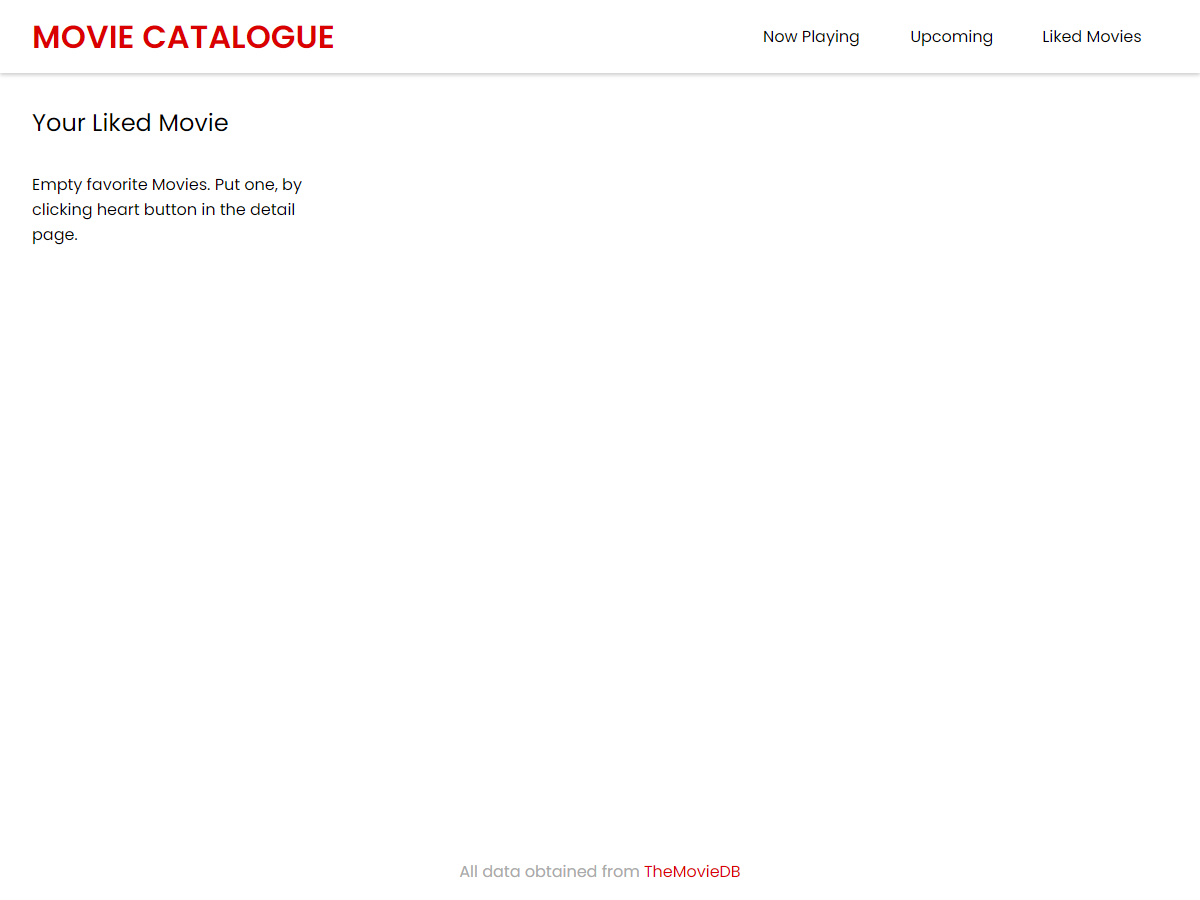 MOVIE CATALOGUE
Now Playing
Upcoming
Liked Movies
Your Liked Movie
Empty favorite Movies. Put one, by
clicking heart button in the detail
page.
All data obtained from TheMovieDB